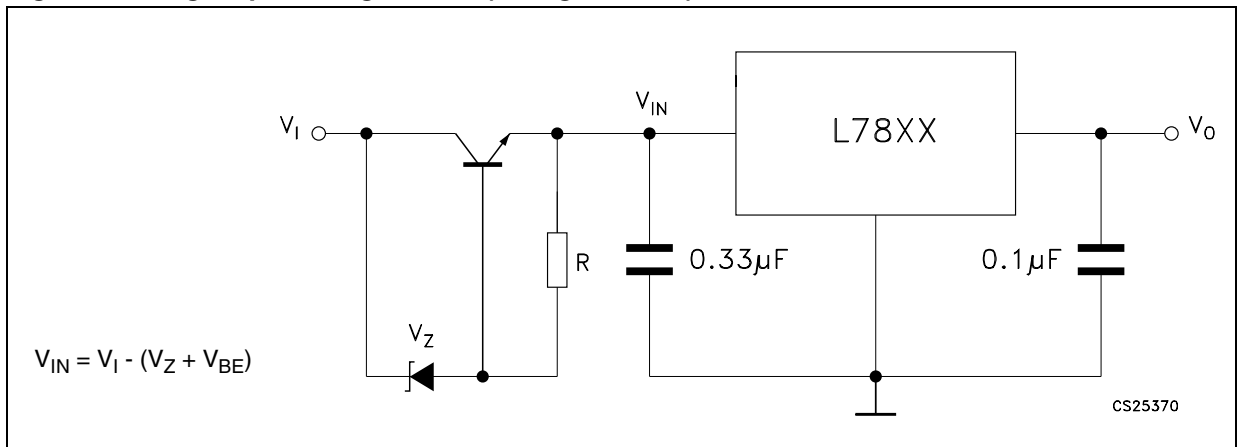 V_IN
V_I
L78XX
V_O
R
0.33µF
0.1µF
V_Z
V_IN = V_I - (V_Z + V_BE)
CS25370